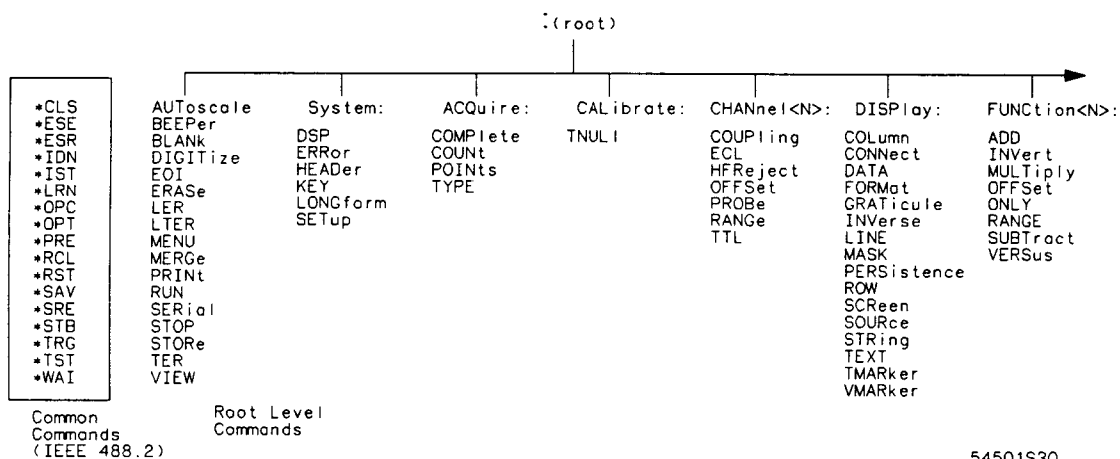 :(root)
*CLS
*ESE
*ESR
*IDN
*IST
*LRN
*OPC
*OPT
*PRE
*RCL
*RST
*SAV
*SRE
*STB
*TRG
*TST
*WAI
Common
Commands
(IEEE 488.2)
AUToscale
BEEPer
BLANk
DIGITize
EOI
ERASe
LER
LTER
MENU
MERGe
PRINt
RUN
SERial
STOP
STORe
TER
VIEW
Root Level
Commands
System:
DSP
ERRor
HEADer
KEY
LONGform
SETup
ACQuire:
COMPlete
COUNt
POINts
TYPE
CALibrate:
TNULl
CHANnel<N>:
COUPling
ECL
HFReject
OFFSet
PROBe
RANGe
TTL
DISPlay:
COLumn
CONNect
DATA
FORMat
GRATicule
INVerse
LINE
MASK
PERSistence
ROW
SCReen
SOURce
STRing
TEXT
TMARker
VMARker
FUNCtion<N>:
ADD
INVert
MULTiply
OFFSet
ONLY
RANGE
SUBTract
VERSus
54501S30